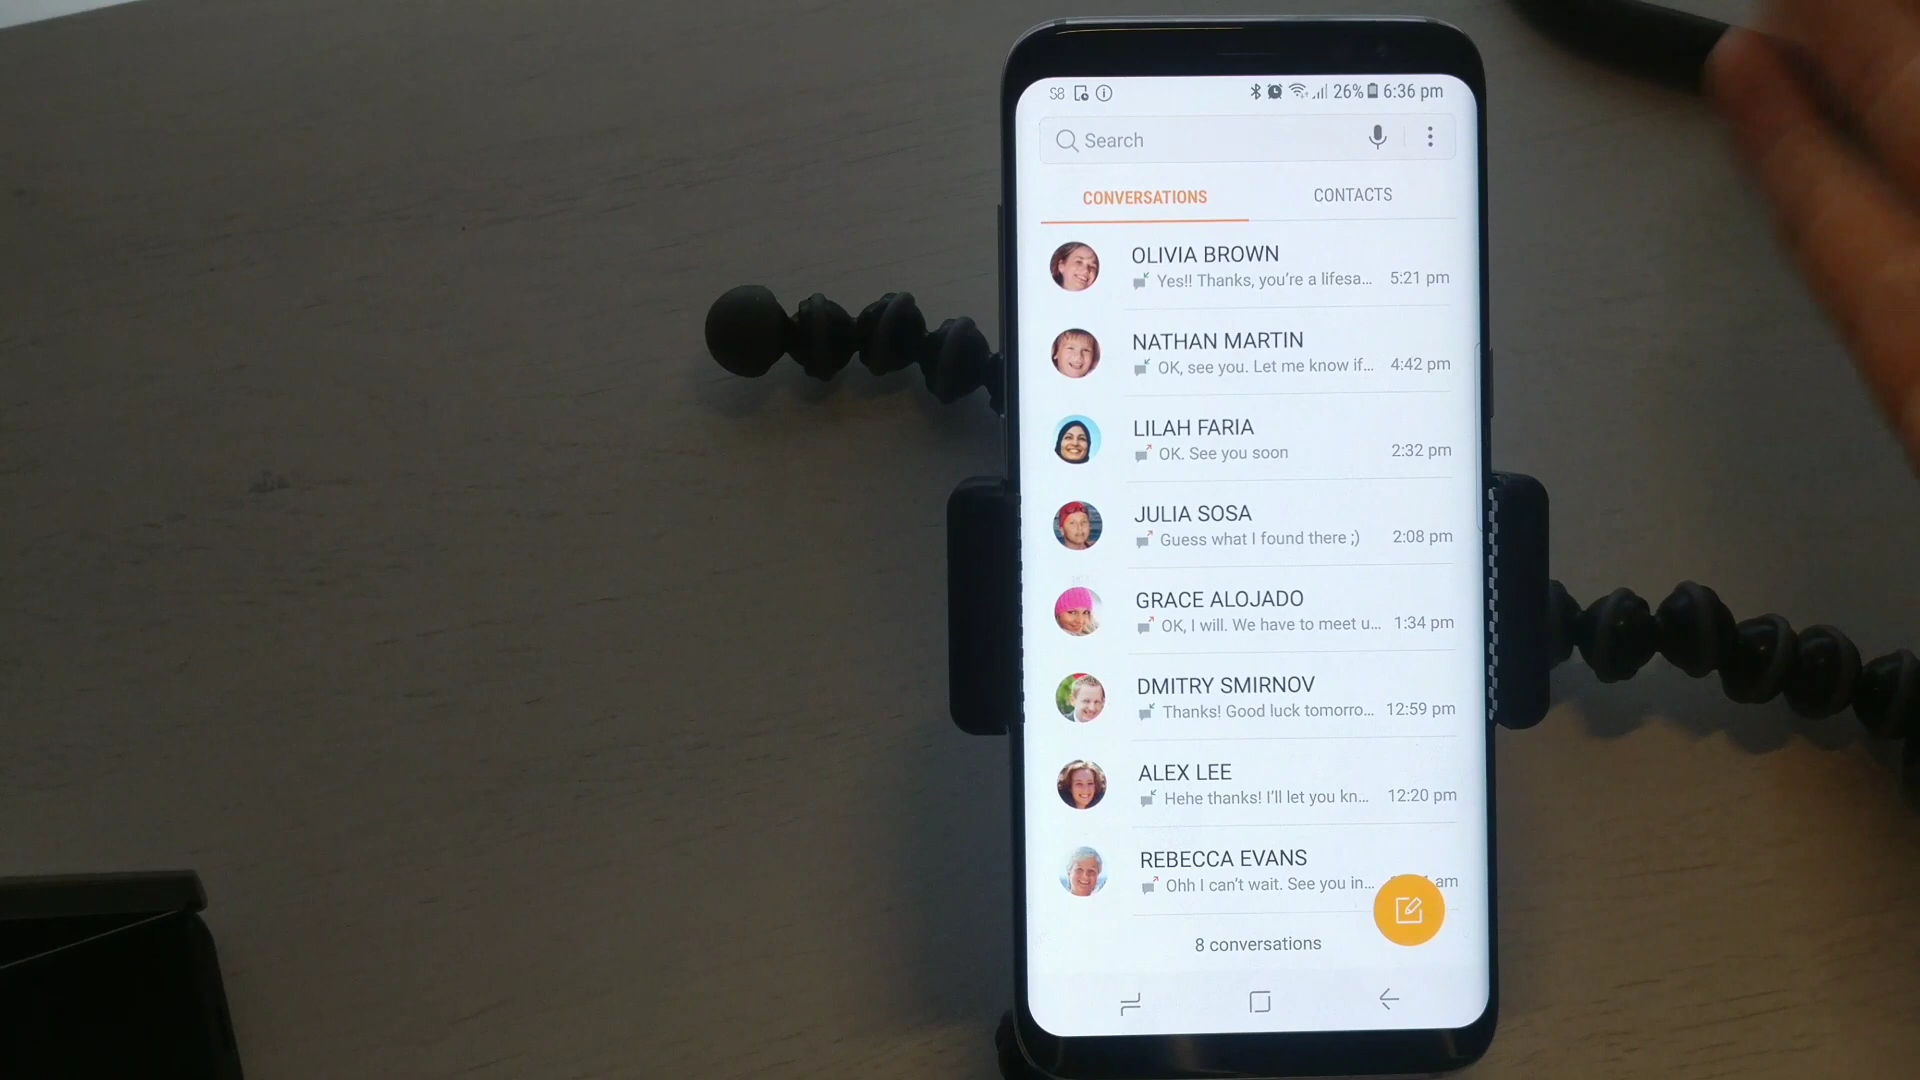 S8 26% 6:36 pm
Search
CONVERSATIONS CONTACTS
OLIVIA BROWN
Yes!! Thanks, you're a lifesa... 5:21 pm
NATHAN MARTIN
OK, see you. Let me know if... 4:42 pm
LILAH FARIA
OK. See you soon 2:32 pm
JULIA SOSA
Guess what I found there ;) 2:08 pm
GRACE ALOJADO
OK, I will. We have to meet u... 1:34 pm
DMITRY SMIRNOV
Thanks! Good luck tomorro... 12:59 pm
ALEX LEE
Hehe thanks! I'll let you kn... 12:20 pm
REBECCA EVANS
Ohh I can't wait. See you in... am
8 conversations